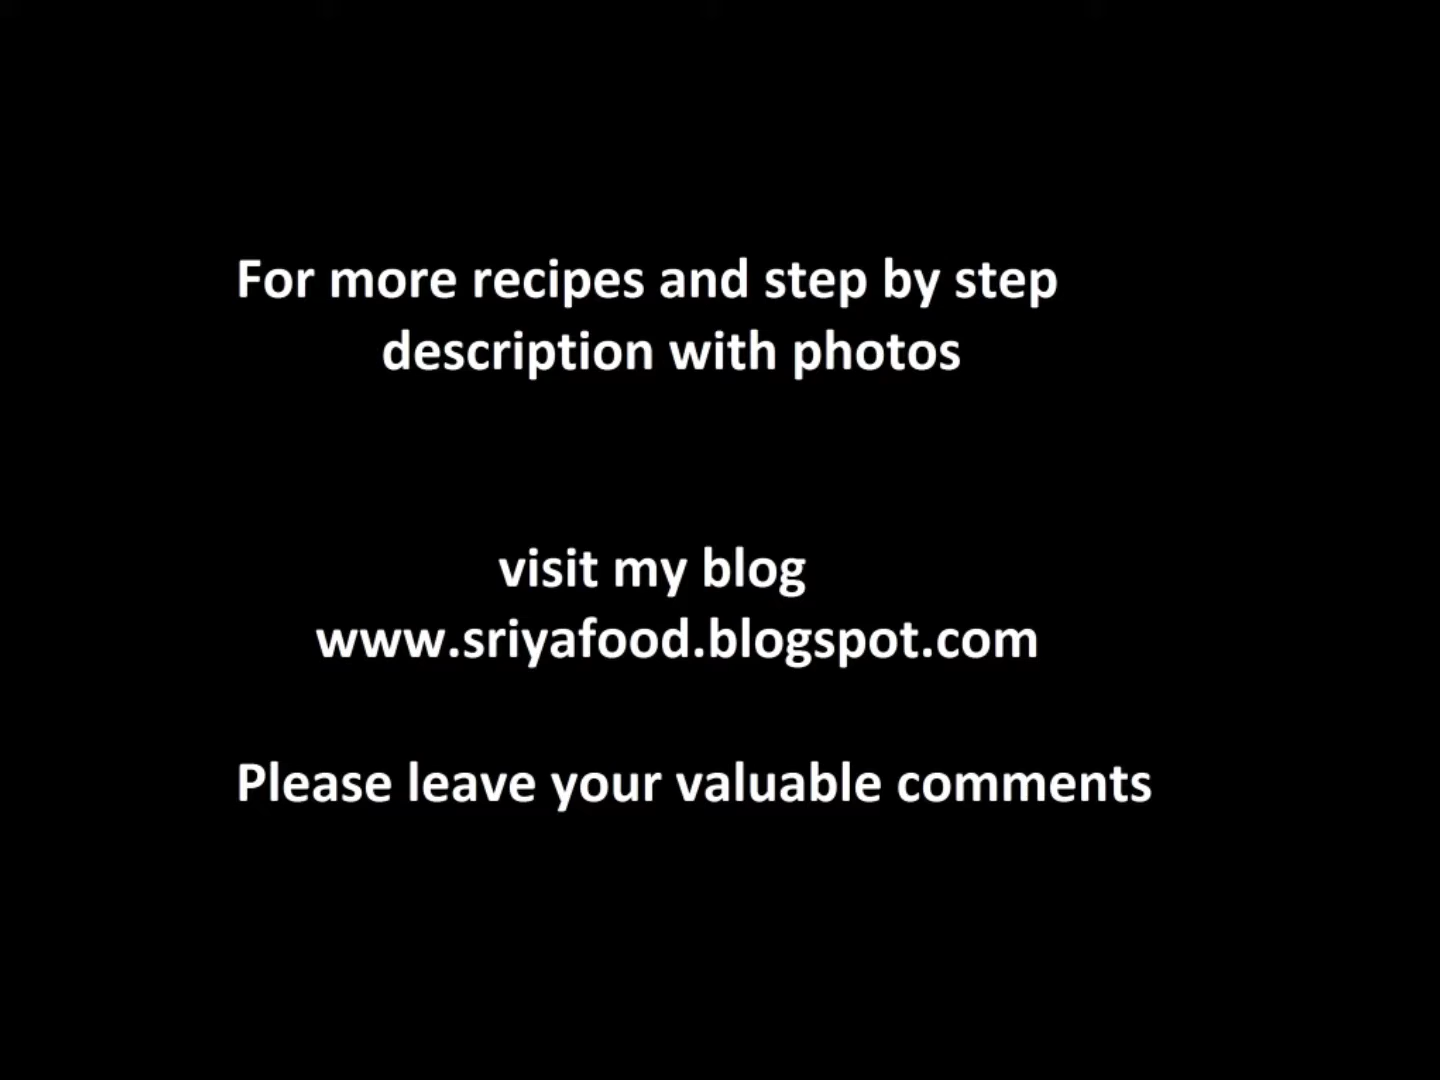 For more recipes and step by step
description with photos
visit my blog
www.sriyafood.blogspot.com
Please leave your valuable comments